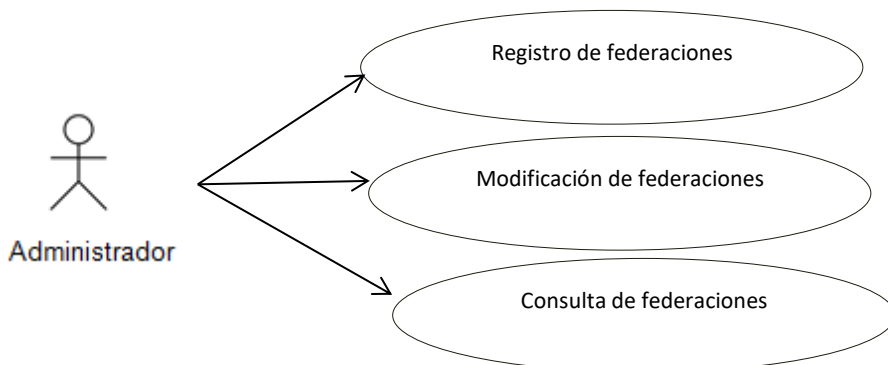 Registro de federaciones
Modificación de federaciones
Administrador
Consulta de federaciones